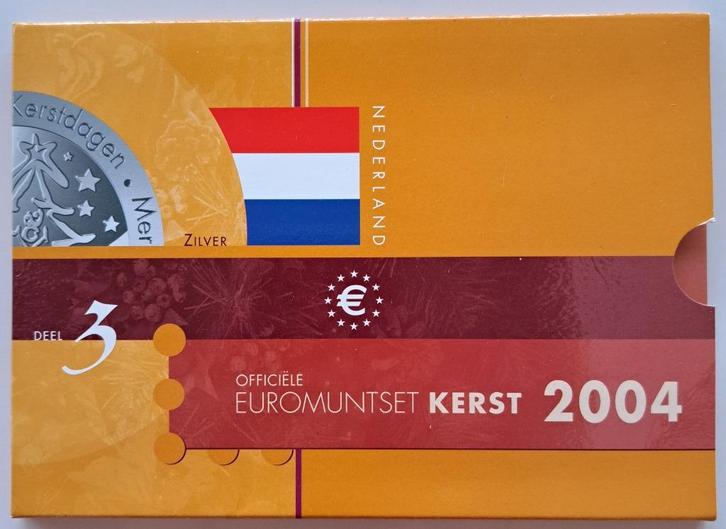 Kerstdagen • Mer
ZILVER
NEDERLAND
€
DEEL 3
OFFICIËLE
EUROMUNTSET KERST 2004